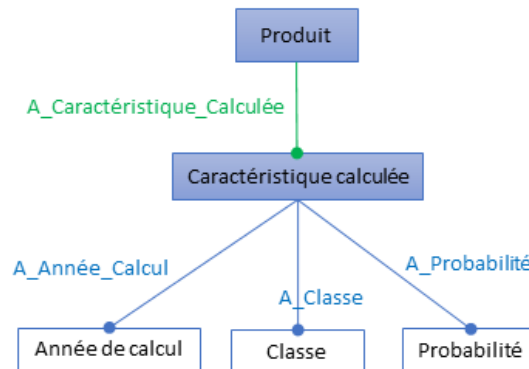 Produit
A_Caractéristique_Calculée
Caractéristique calculée
A_Année_Calcul
A_Probabilité
A_Classe
Année de calcul
Classe
Probabilité